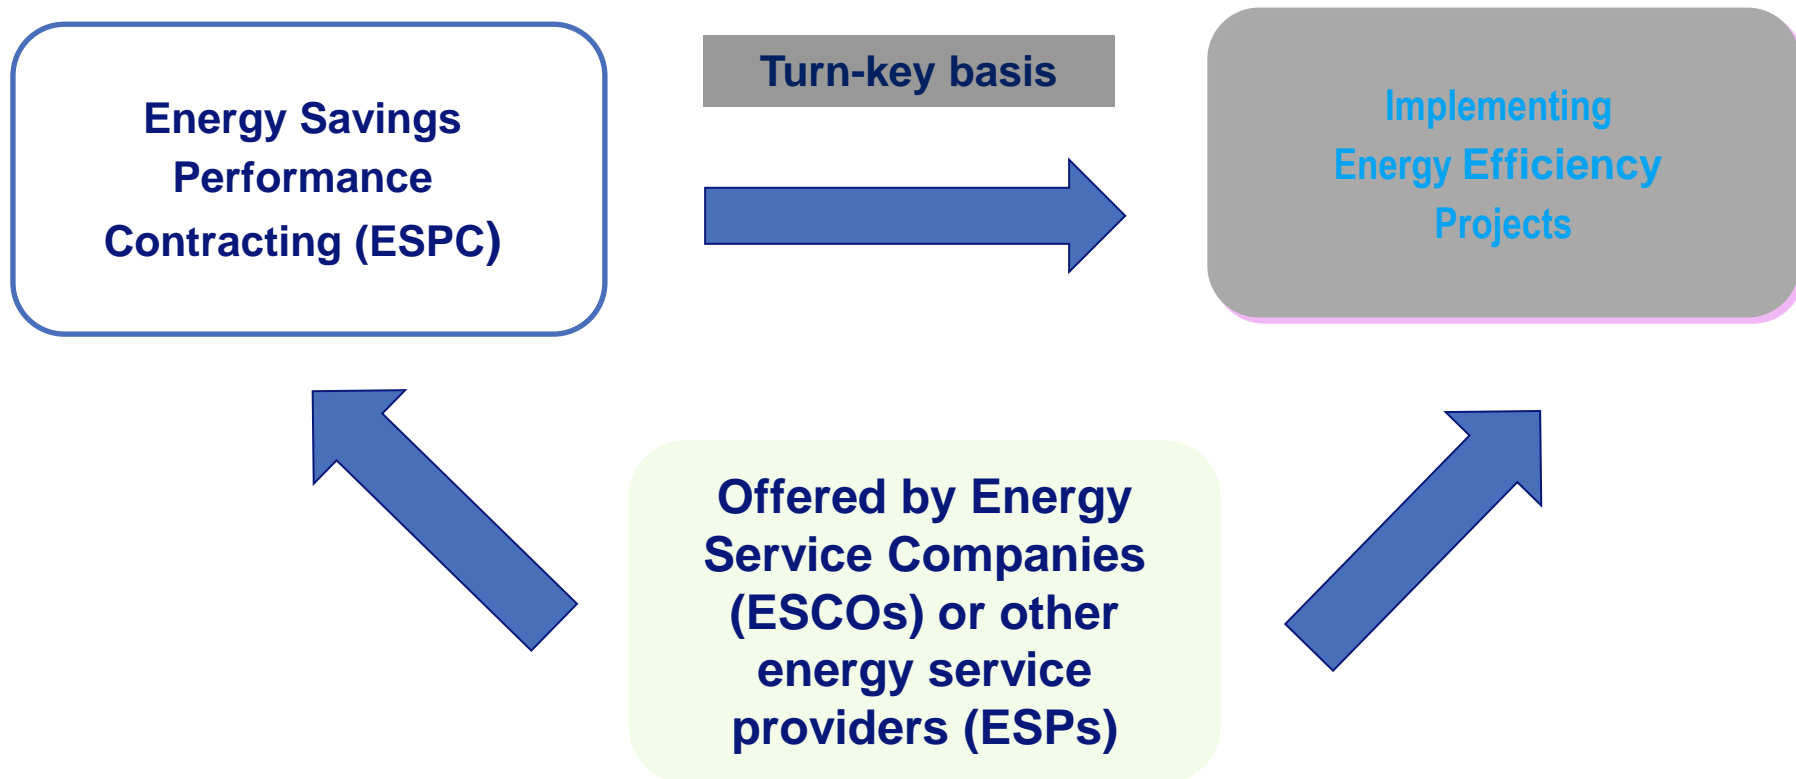 Energy Savings
Performance
Contracting (ESPC)
Turn-key basis
Implementing
Energy Efficiency
Projects
Offered by Energy
Service Companies
(ESCOs) or other
energy service
providers (ESPs)